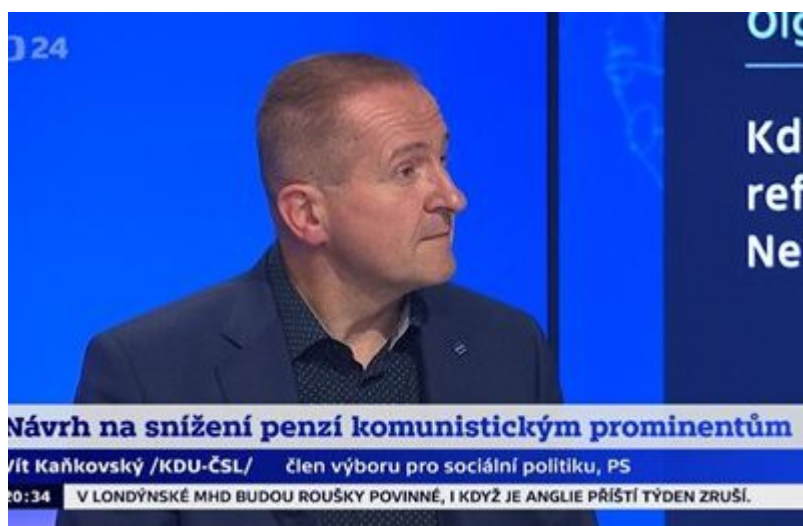 24
Kd
ref
Ne
Návrh na snížení penzí komunistickým prominentům
Vít Kaňkovský /KDU-ČSL/ člen výboru pro sociální politiku, PS
20:34 V LONDÝNSKÉ MHD BUDOU ROUŠKY POVINNÉ, I KDYŽ JE ANGLIE PŘÍŠTÍ TÝDEN ZRUŠÍ.